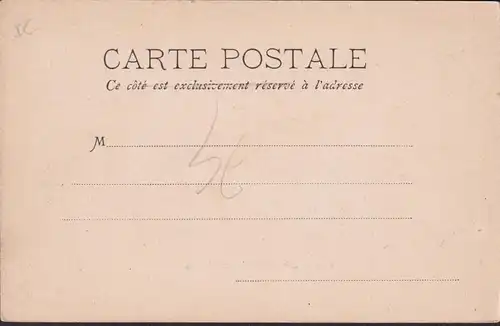 CARTE POSTALE
Ce côté est exclusivement réservé à l'adresse
M